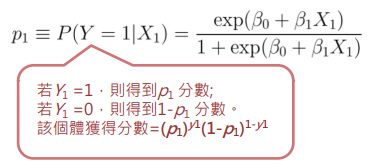 p₁ ≡ P(Y = 1|X₁) = exp(β₀ + β₁X₁) / 1 + exp(β₀ + β₁X₁)
若Y₁ =1，則得到p₁ 分數;
若Y₁ =0，則得到1-p₁ 分數。
該個體獲得分數=(p₁)^y1(1-p₁)^1-y1